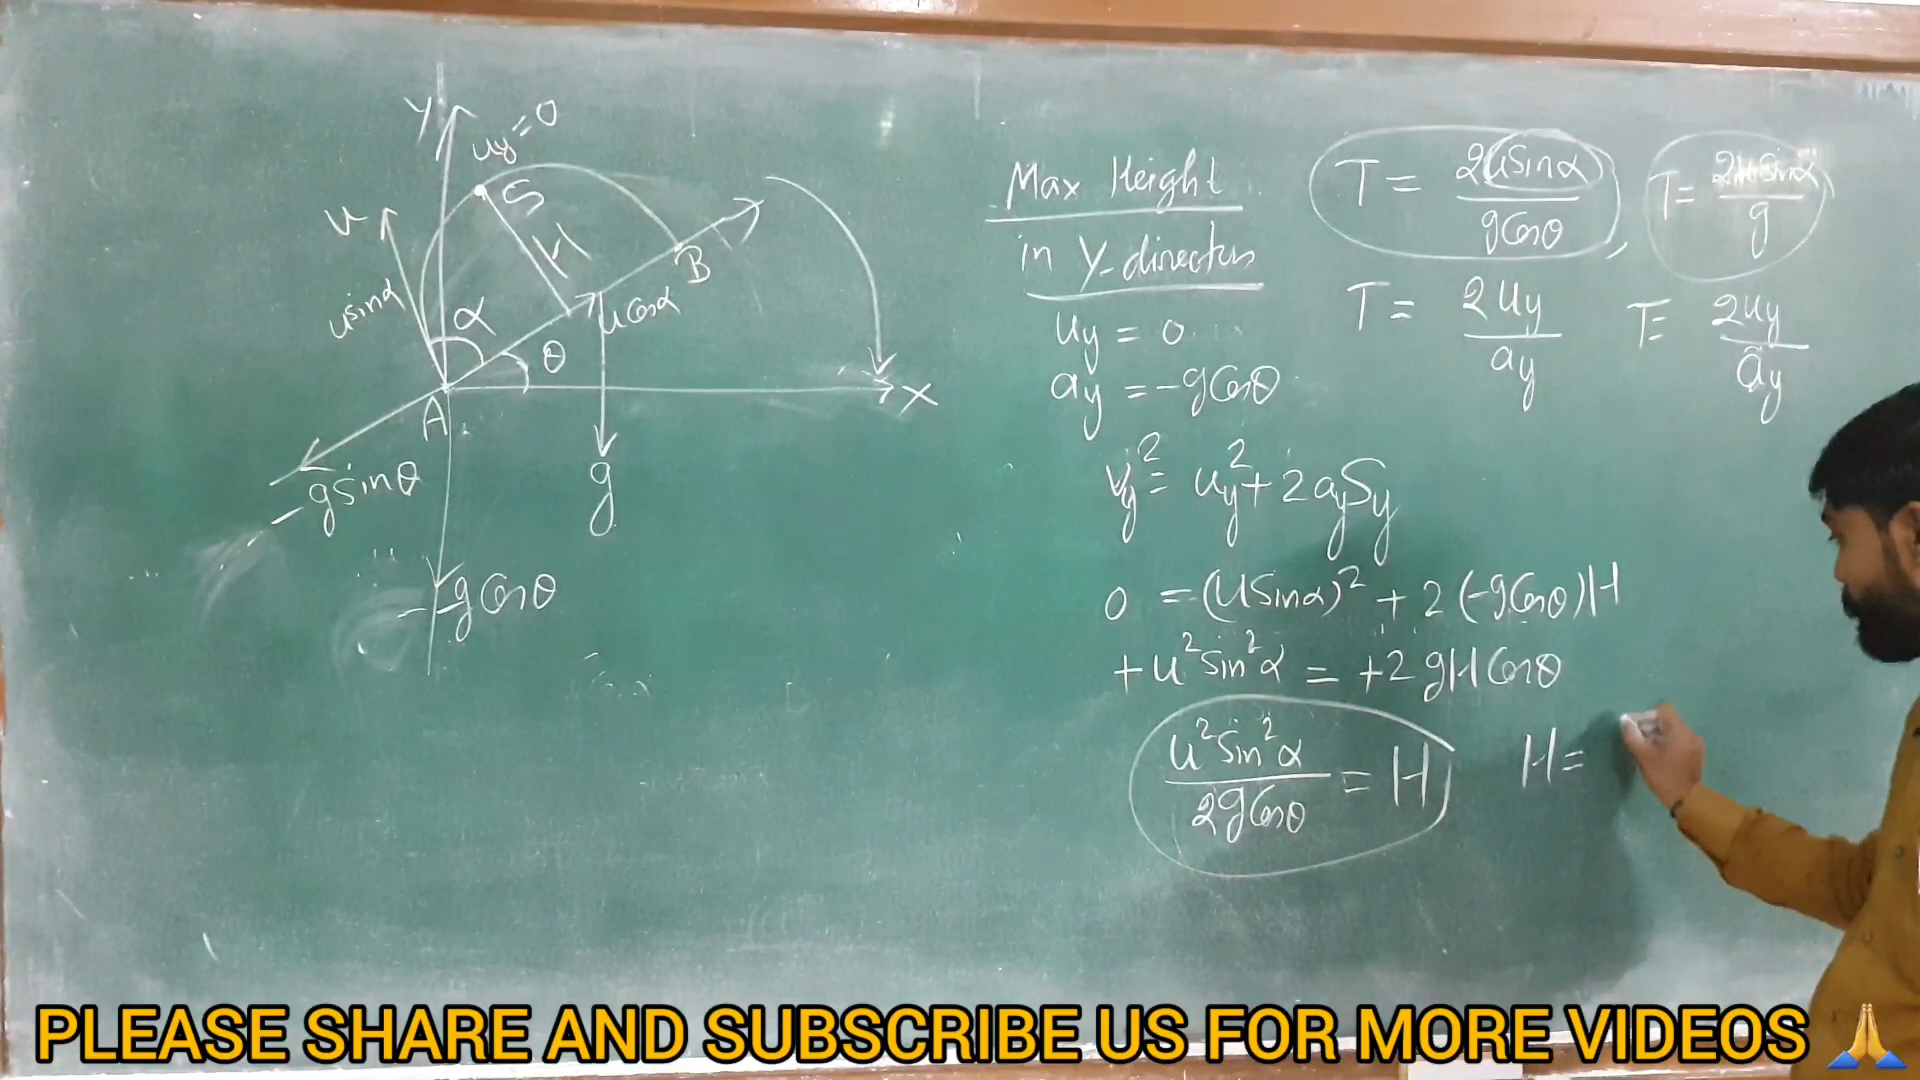 Y
uy = 0
S
u
H
B
usinα
α
ucosα
θ
X
A
g
-gsinθ
-gCosθ
Max Height
in Y-direction
uy = 0
ay = -gCosθ
Vy² = uy² + 2aySy
0 = (uSinα)² + 2(-gCosθ)H
+u²Sin²α = +2gHCosθ
u²Sin²α / 2gCosθ = H
H =
T = 2uSinα / gCosθ , T = 2uSinα / g
T = 2uy / ay T = 2uy / ay
PLEASE SHARE AND SUBSCRIBE US FOR MORE VIDEOS 🙏